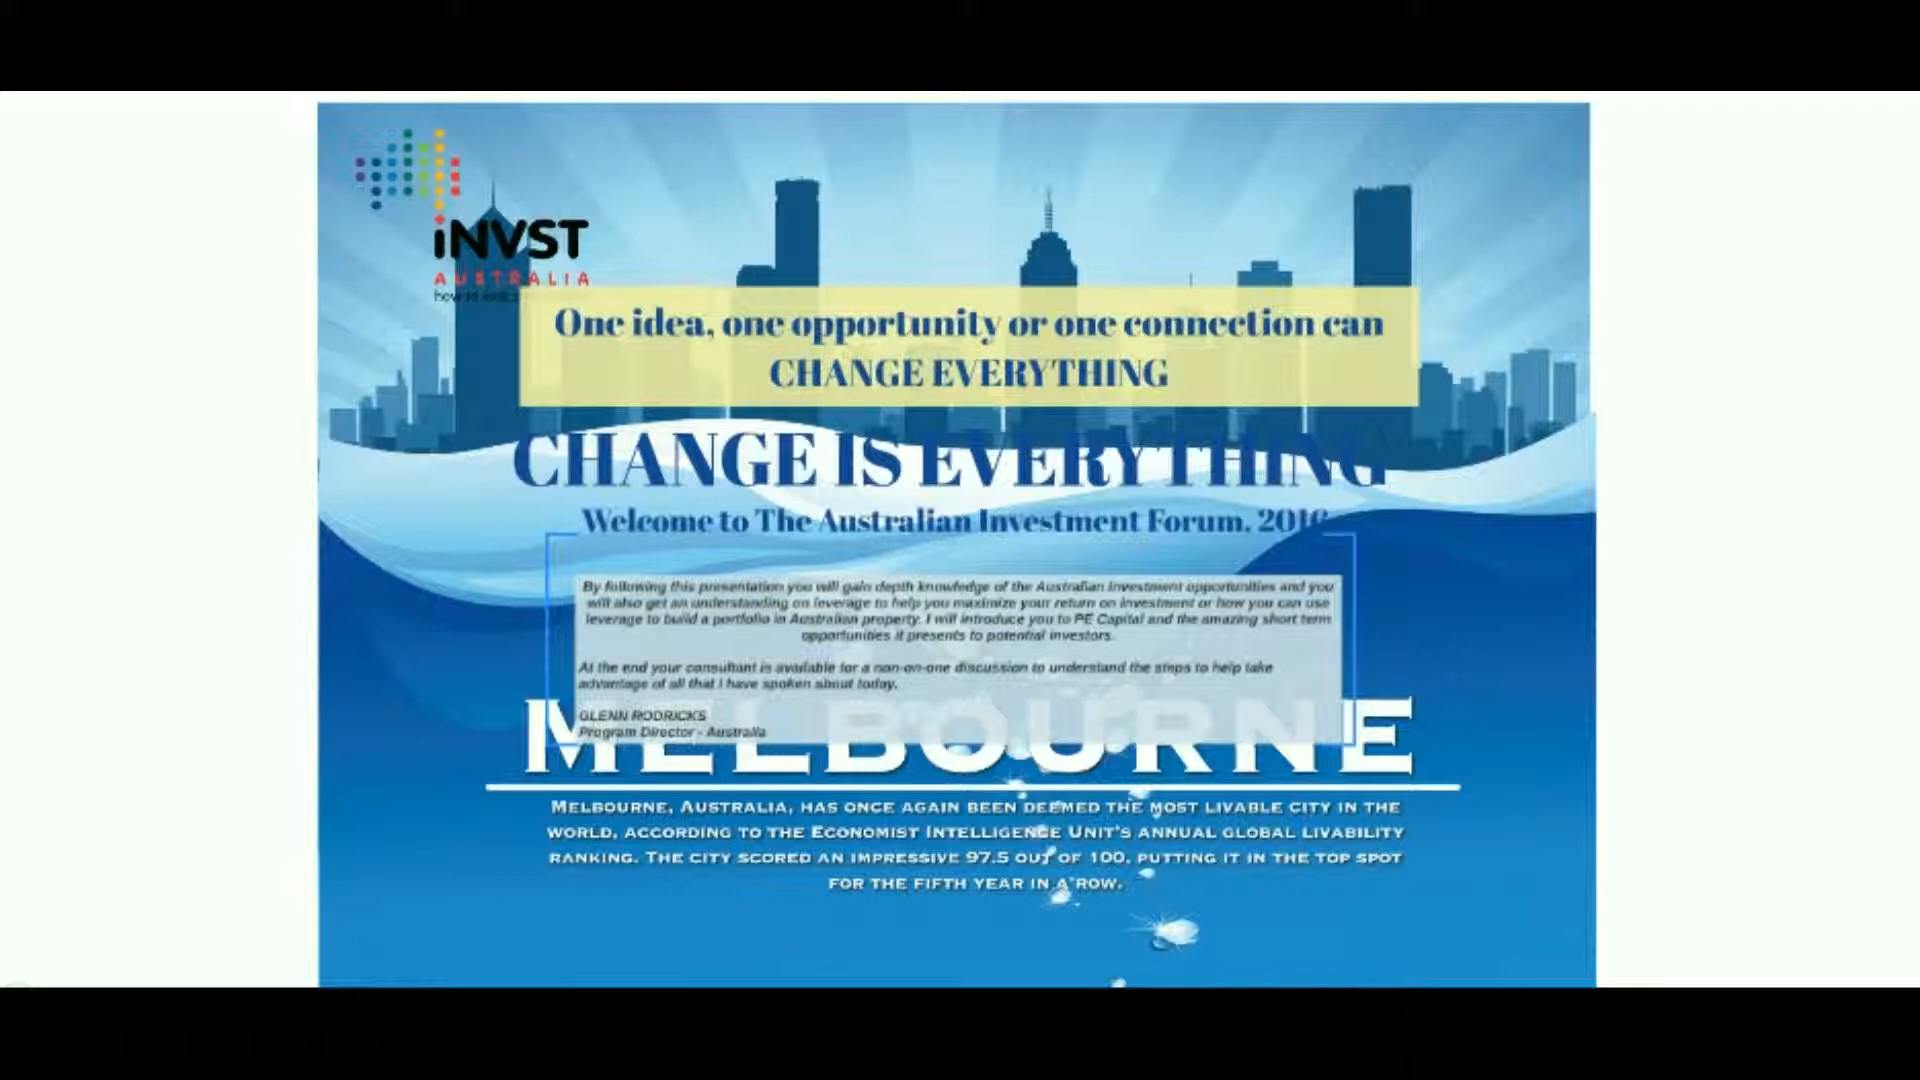 iNVST
AUSTRALIA
One idea, one opportunity or one connection can
CHANGE EVERYTHING
CHANGE IS EVERYTHING
Welcome to The Australian Investment Forum, 2016
By following this presentation you will gain depth knowledge of the Australian investment opportunities and you
will also get an understanding on leverage to help you maximize your return on investment or how you can use
leverage to build a portfolio in Australian property. I will introduce you to PE Capital and the amazing short term
opportunities it presents to potential investors.
At the end your consultant is available for a non-on-one discussion to understand the steps to help take
advantage of all that I have spoken about today.
GLENN RODRICKS
Program Director - Australia
MELBOURNE
MELBOURNE, AUSTRALIA, HAS ONCE AGAIN BEEN DEEMED THE MOST LIVABLE CITY IN THE
WORLD, ACCORDING TO THE ECONOMIST INTELLIGENCE UNIT'S ANNUAL GLOBAL LIVABILITY
RANKING. THE CITY SCORED AN IMPRESSIVE 97.5 OUT OF 100, PUTTING IT IN THE TOP SPOT
FOR THE FIFTH YEAR IN A ROW.